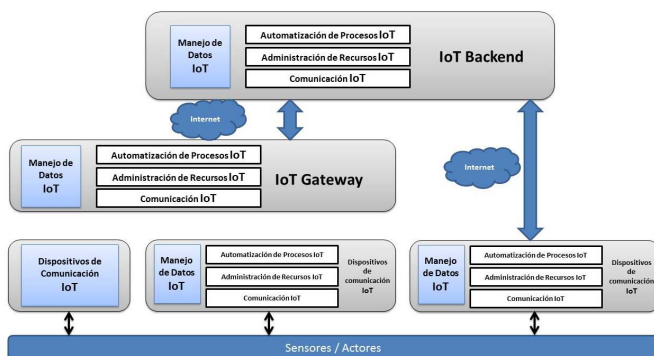 Manejo de
Datos
IoT
Automatización de Procesos IoT
Administración de Recursos IoT
Comunicación IoT
IoT Backend
Internet
Internet
Manejo de
Datos
IoT
Automatización de Procesos IoT
Administración de Recursos IoT
Comunicación IoT
IoT Gateway
Dispositivos de
Comunicación
IoT
Manejo
de Datos
IoT
Automatización de Procesos IoT
Administración de Recursos IoT
Comunicación IoT
Dispositivos
de
comunicación
IoT
Manejo
de Datos
IoT
Automatización de Procesos IoT
Administración de Recursos IoT
Comunicación IoT
Dispositivos
de
comunicación
IoT
Sensores / Actores